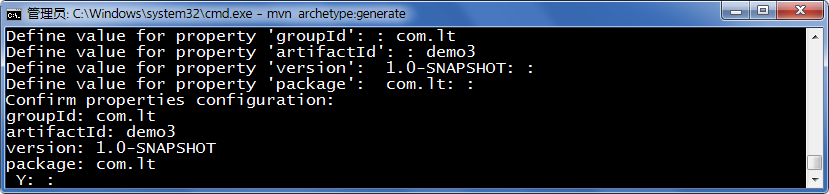 管理员: C:\Windows\system32\cmd.exe - mvn  archetype:generate
Define value for property 'groupId': : com.lt
Define value for property 'artifactId': : demo3
Define value for property 'version':  1.0-SNAPSHOT: :
Define value for property 'package':  com.lt: :
Confirm properties configuration:
groupId: com.lt
artifactId: demo3
version: 1.0-SNAPSHOT
package: com.lt
 Y: :